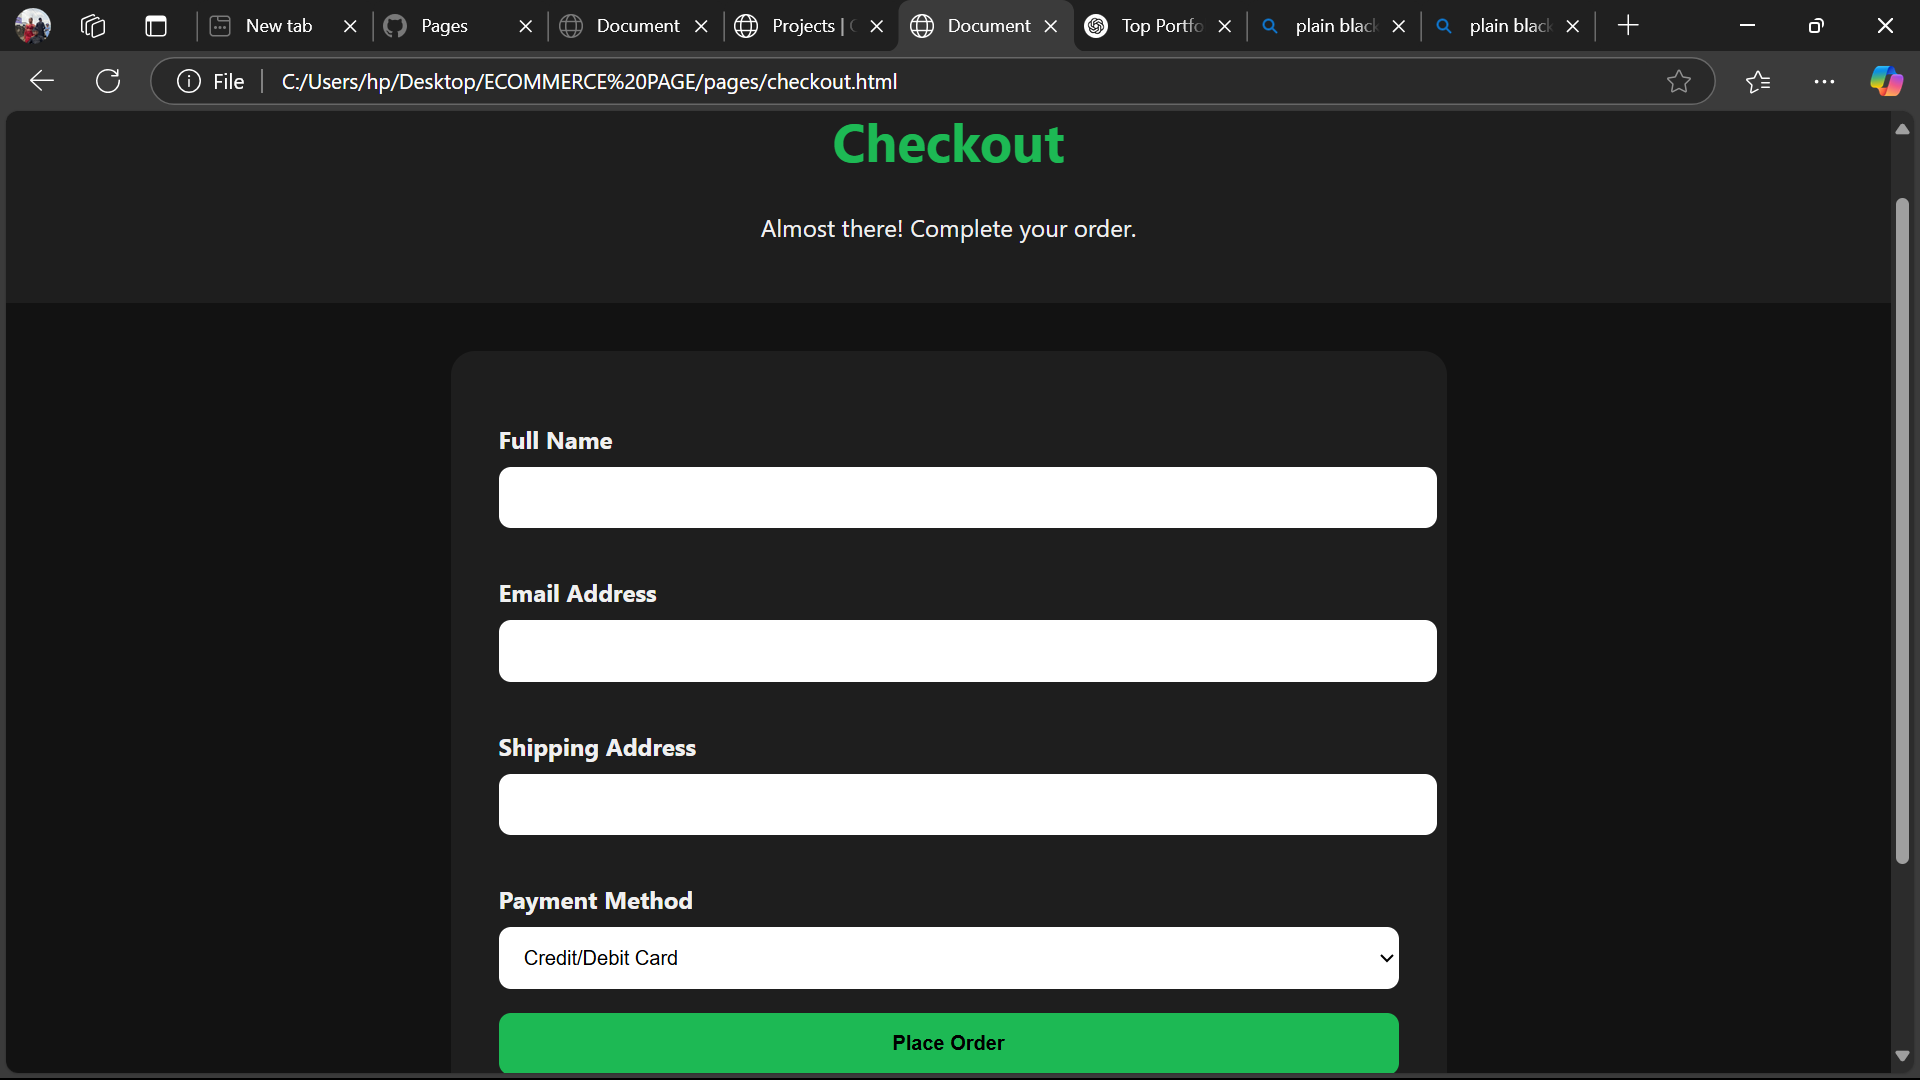 New tab
Pages
Document
Projects |
Document
Top Portfo
plain black
plain black
File
C:/Users/hp/Desktop/ECOMMERCE%20PAGE/pages/checkout.html
Checkout
Almost there! Complete your order.
Full Name
Email Address
Shipping Address
Payment Method
Credit/Debit Card
Place Order